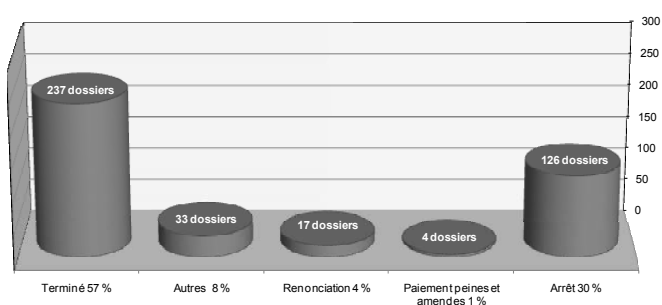 300
250
200
150
100
50
0
237 dossiers
33 dossiers
17 dossiers
4 dossiers
126 dossiers
Terminé 57 %
Autres 8 %
Renonciation 4 %
Paiement peines et
amendes 1 %
Arrêt 30 %